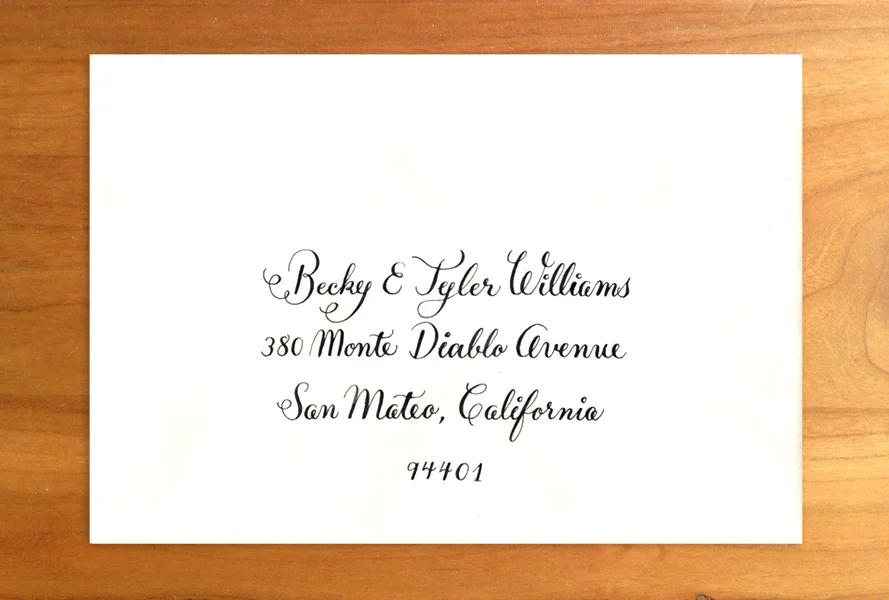 Becky & Tyler Williams
380 Monte Diablo Avenue
San Mateo, California
94401